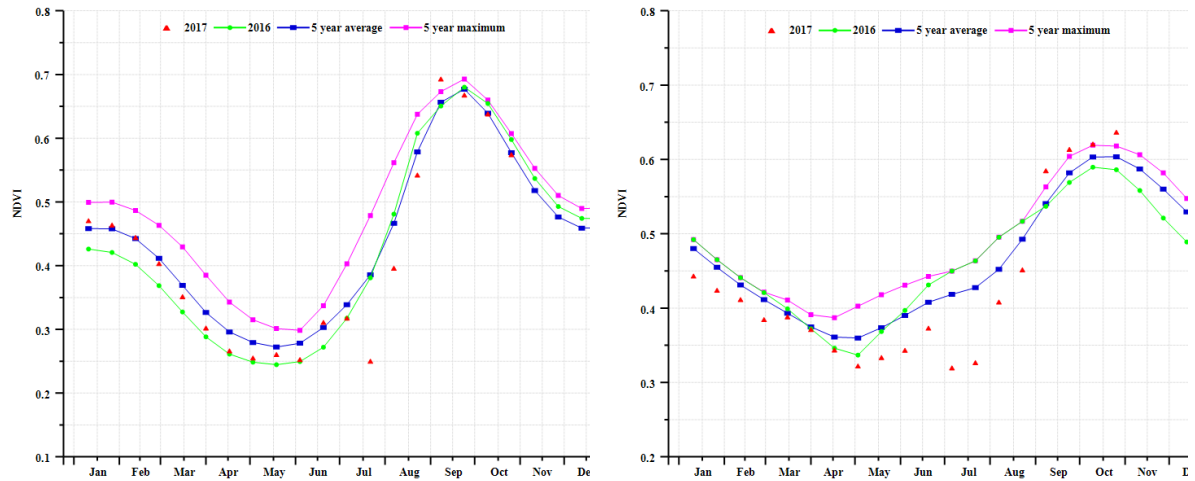 2017 2016 5 year average 5 year maximum
0.8
0.7
0.6
0.5
0.4
0.3
0.2
0.1
NDVI
Jan Feb Mar Apr May Jun Jul Aug Sep Oct Nov De
2017 2016 5 year average 5 year maximum
0.8
0.7
0.6
0.5
0.4
0.3
0.2
NDVI
Jan Feb Mar Apr May Jun Jul Aug Sep Oct Nov D